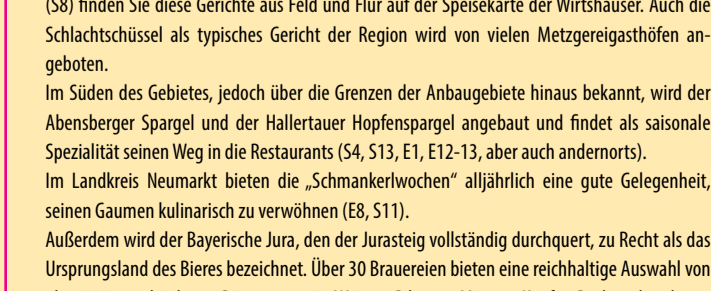 (S8) finden Sie diese Gerichte aus Feld und Flur auf der Speisekarte der Wirtshäuser. Auch die
Schlachtschüssel als typisches Gericht der Region wird von vielen Metzgereigasthöfen an-
geboten.
Im Süden des Gebietes, jedoch über die Grenzen der Anbaugebiete hinaus bekannt, wird der
Abensberger Spargel und der Hallertauer Hopfenspargel angebaut und findet als saisonale
Spezialität seinen Weg in die Restaurants (S4, S13, E1, E12-13, aber auch andernorts).
Im Landkreis Neumarkt bieten die „Schmankerlwochen“ alljährlich eine gute Gelegenheit,
seinen Gaumen kulinarisch zu verwöhnen (E8, S11).
Außerdem wird der Bayerische Jura, den der Jurasteig vollständig durchquert, zu Recht als das
Ursprungsland des Bieres bezeichnet. Über 30 Brauereien bieten eine reichhaltige Auswahl von